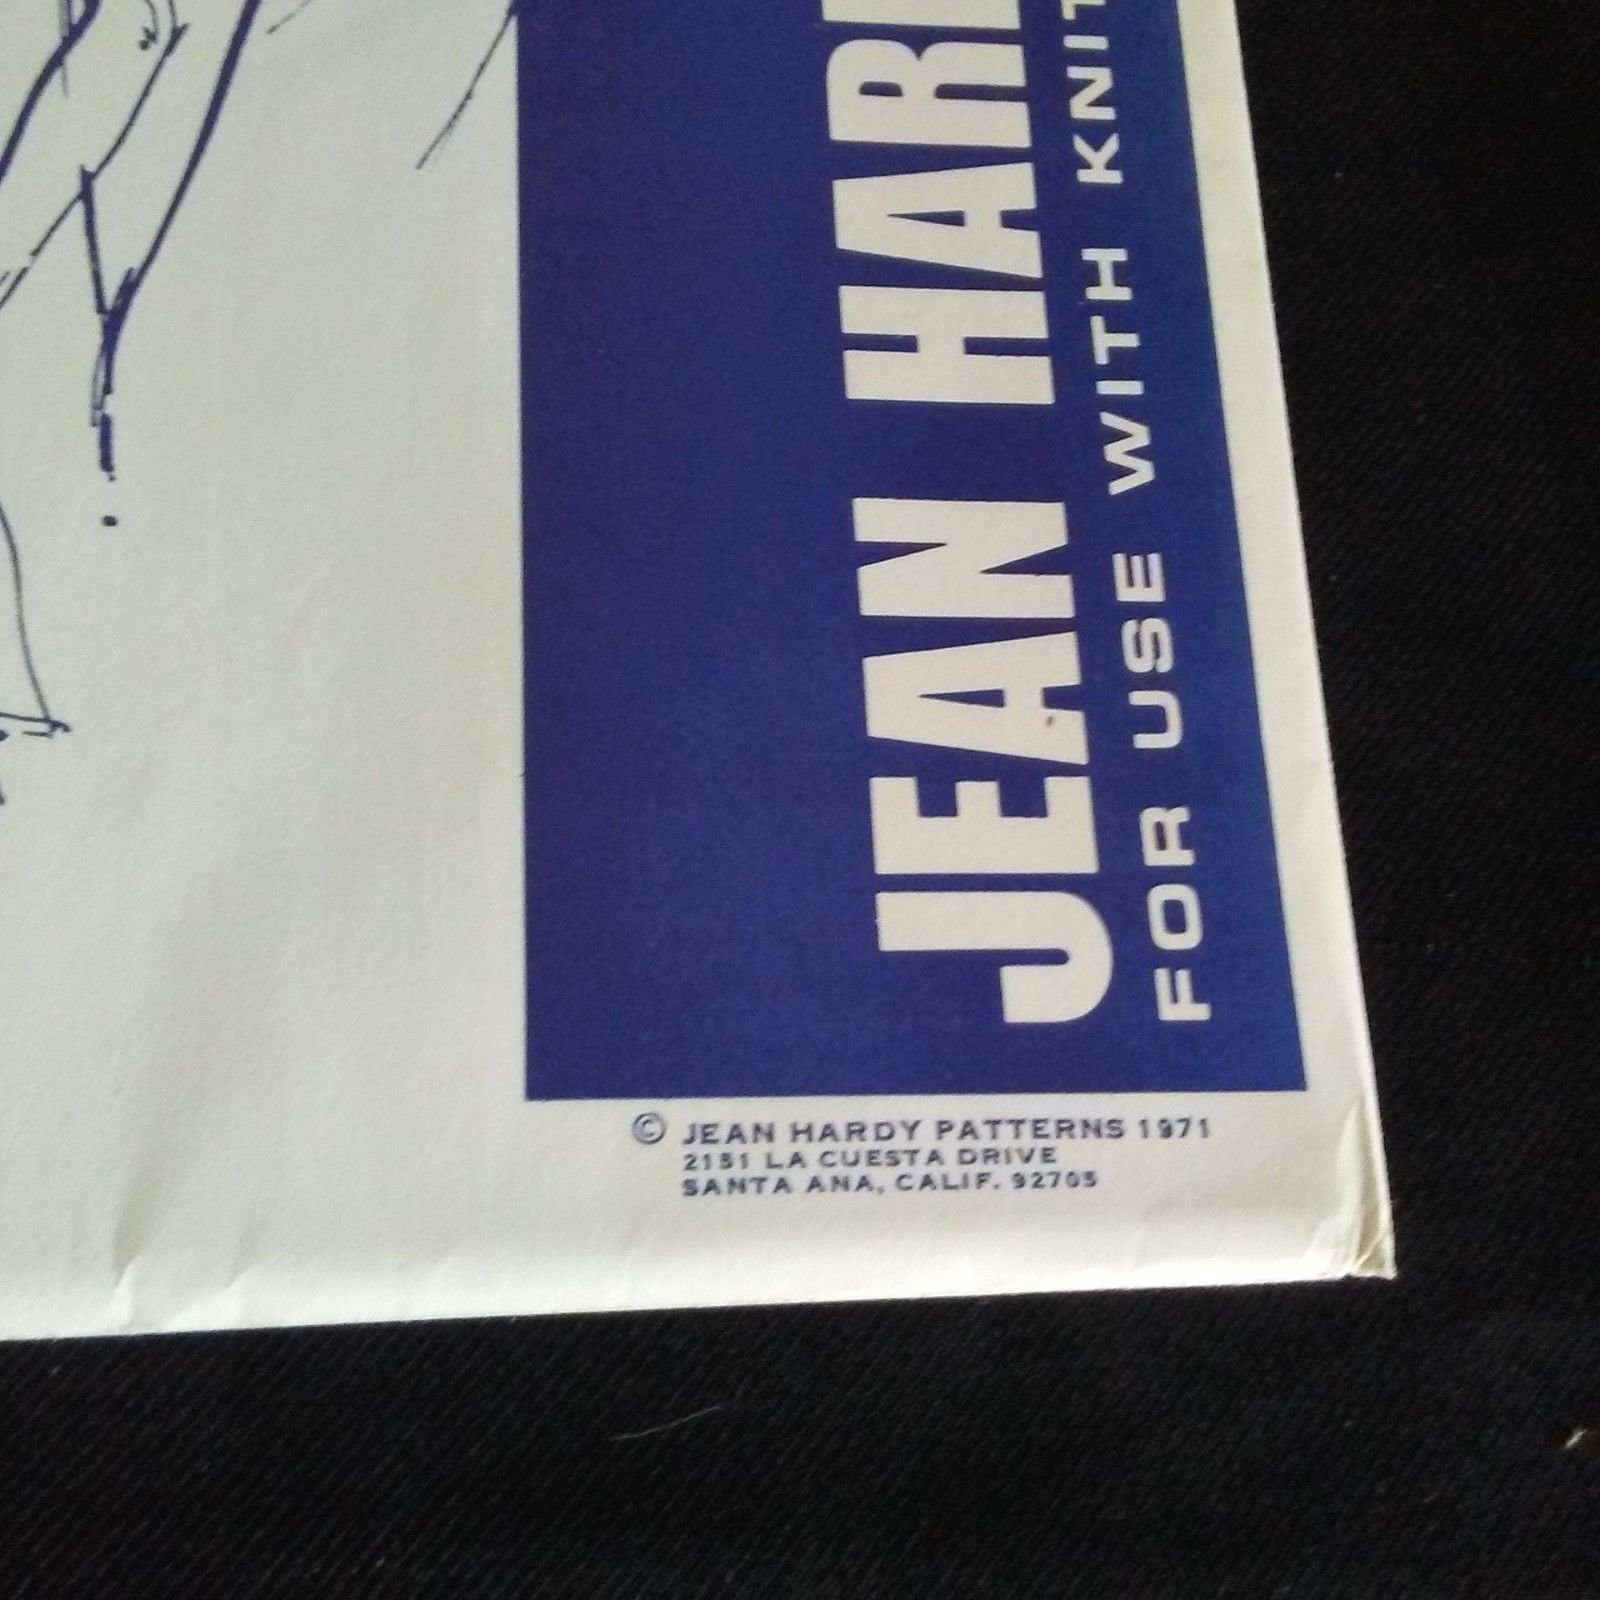 JEAN HAR
FOR USE WITH KNIT
© JEAN HARDY PATTERNS 1971
2151 LA CUESTA DRIVE
SANTA ANA, CALIF. 92705